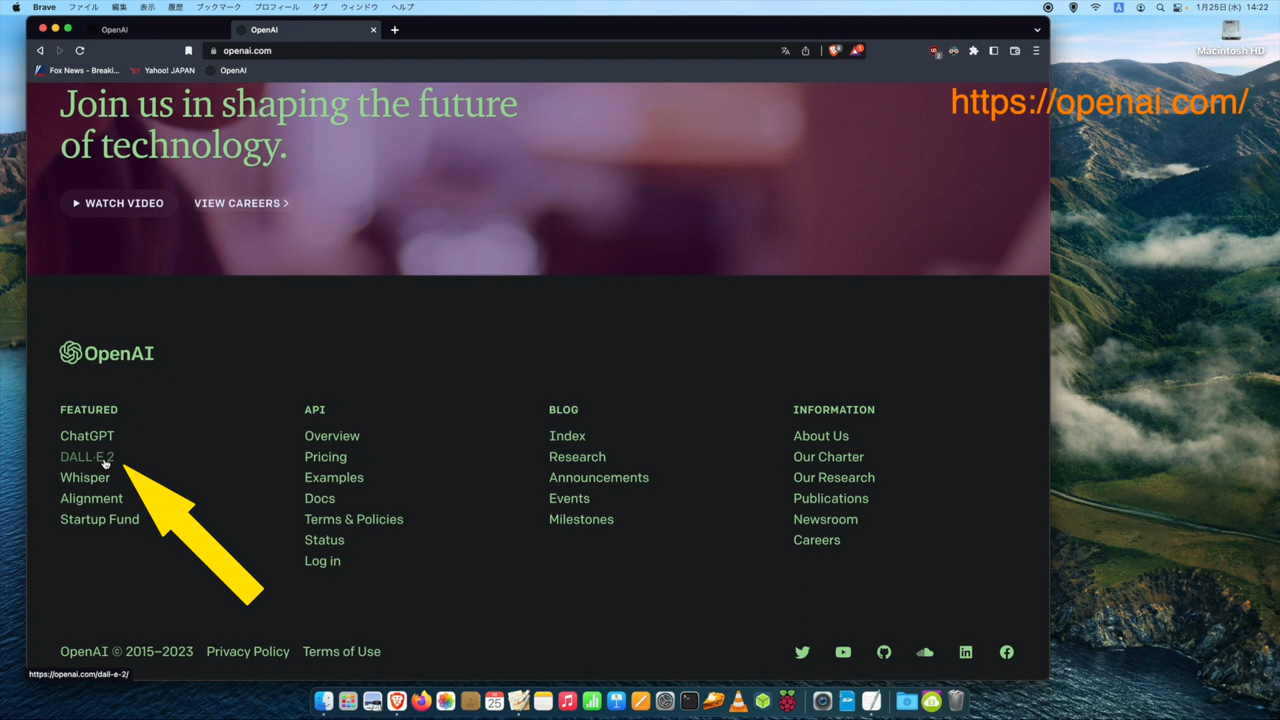 Brave ファイル 編集 表示 履歴 ブックマーク プロフィール タブ ウィンドウ ヘルプ A 1月25日(水) 14:22
OpenAI OpenAI
openai.com
Fox News - Breaki... Yahoo! JAPAN OpenAI
Macintosh HD
https://openai.com/
Join us in shaping the future
of technology.
WATCH VIDEO VIEW CAREERS
OpenAI
FEATURED
ChatGPT
DALL·E 2
Whisper
Alignment
Startup Fund
API
Overview
Pricing
Examples
Docs
Terms & Policies
Status
Log in
BLOG
Index
Research
Announcements
Events
Milestones
INFORMATION
About Us
Our Charter
Our Research
Publications
Newsroom
Careers
OpenAI © 2015–2023 Privacy Policy Terms of Use
https://openai.com/dall-e-2/